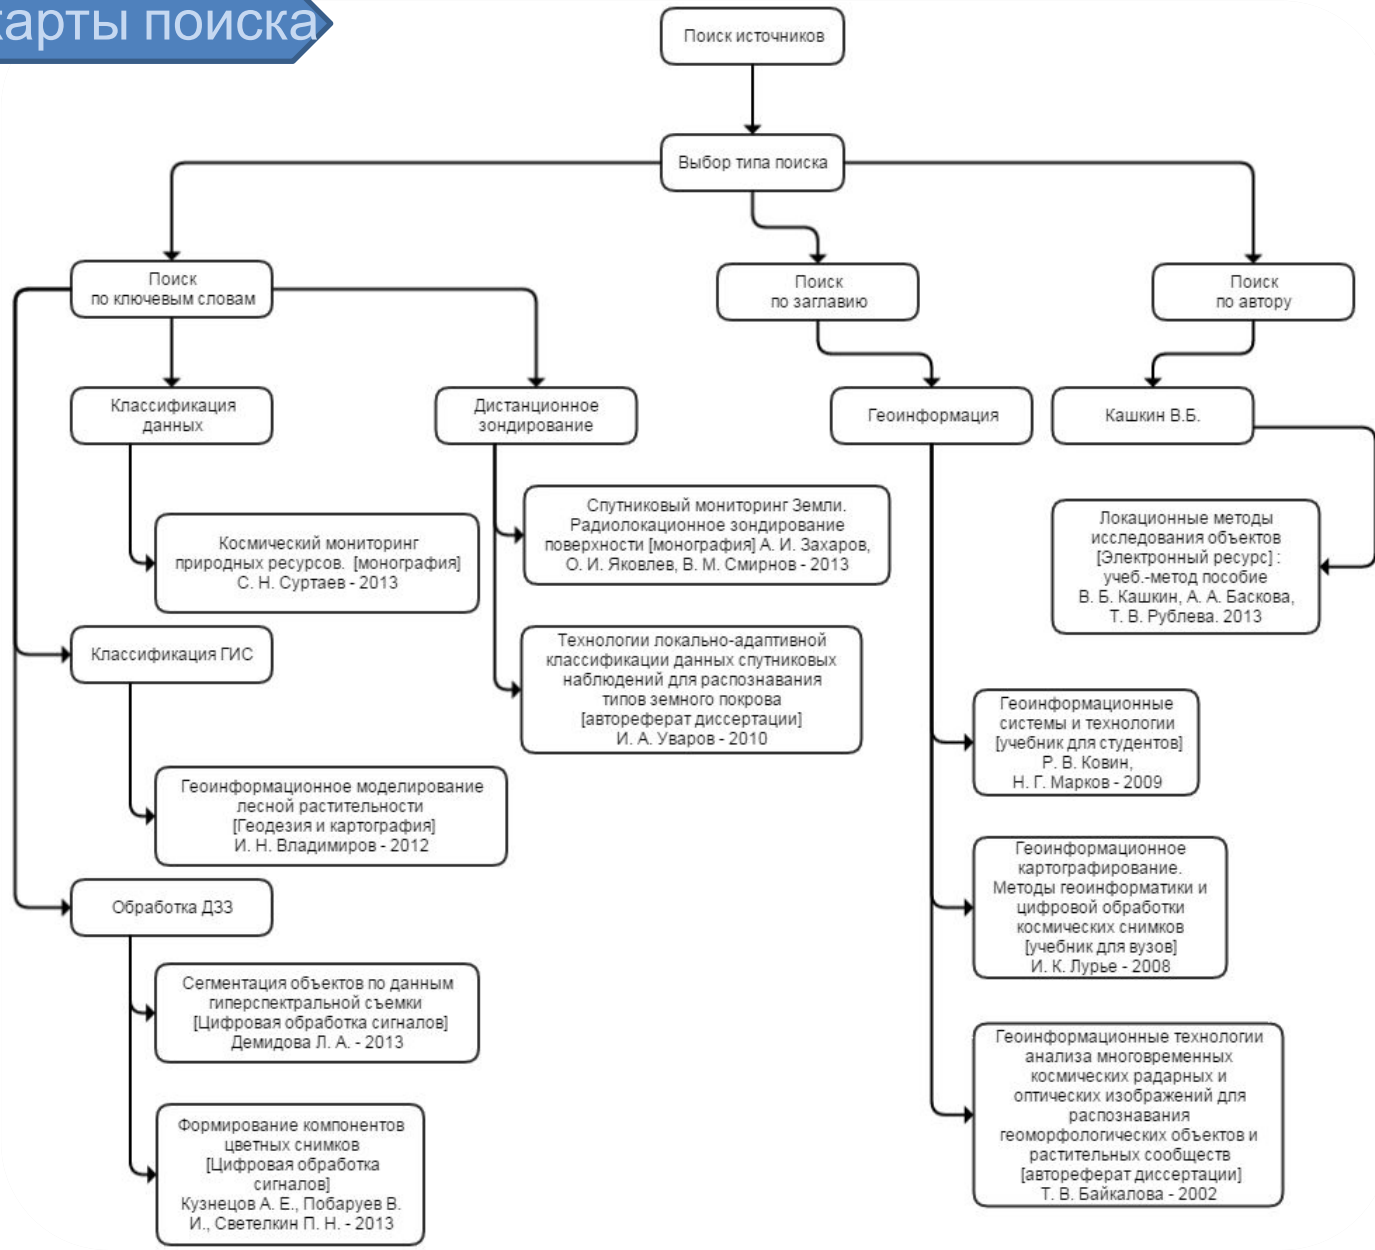 карты поиска
Поиск источников
Выбор типа поиска
Поиск
по ключевым словам
Поиск
по заглавию
Поиск
по автору
Классификация
данных
Дистанционное
зондирование
Геоинформация
Кашкин В.Б.
Космический мониторинг
природных ресурсов. [монография]
С. Н. Суртаев - 2013
Спутниковый мониторинг Земли.
Радиолокационное зондирование
поверхности [монография] А. И. Захаров,
О. И. Яковлев, В. М. Смирнов - 2013
Локационные методы
исследования объектов
[Электронный ресурс] :
учеб.-метод пособие
В. Б. Кашкин, А. А. Баскова,
Т. В. Рублева. 2013
Классификация ГИС
Технологии локально-адаптивной
классификации данных спутниковых
наблюдений для распознавания
типов земного покрова
[автореферат диссертации]
И. А. Уваров - 2010
Геоинформационные
системы и технологии
[учебник для студентов]
Р. В. Ковин,
Н. Г. Марков - 2009
Геоинформационное моделирование
лесной растительности
[Геодезия и картография]
И. Н. Владимиров - 2012
Геоинформационное
картографирование.
Методы геоинформатики и
цифровой обработки
космических снимков
[учебник для вузов]
И. К. Лурье - 2008
Обработка ДЗЗ
Сегментация объектов по данным
гиперспектральной съемки
[Цифровая обработка сигналов]
Демидова Л. А. - 2013
Геоинформационные технологии
анализа многовременных
космических радарных и
оптических изображений для
распознавания
геоморфологических объектов и
растительных сообществ
[автореферат диссертации]
Т. В. Байкалова - 2002
Формирование компонентов
цветных снимков
[Цифровая обработка
сигналов]
Кузнецов А. Е., Побаруев В.
И., Светелкин П. Н. - 2013